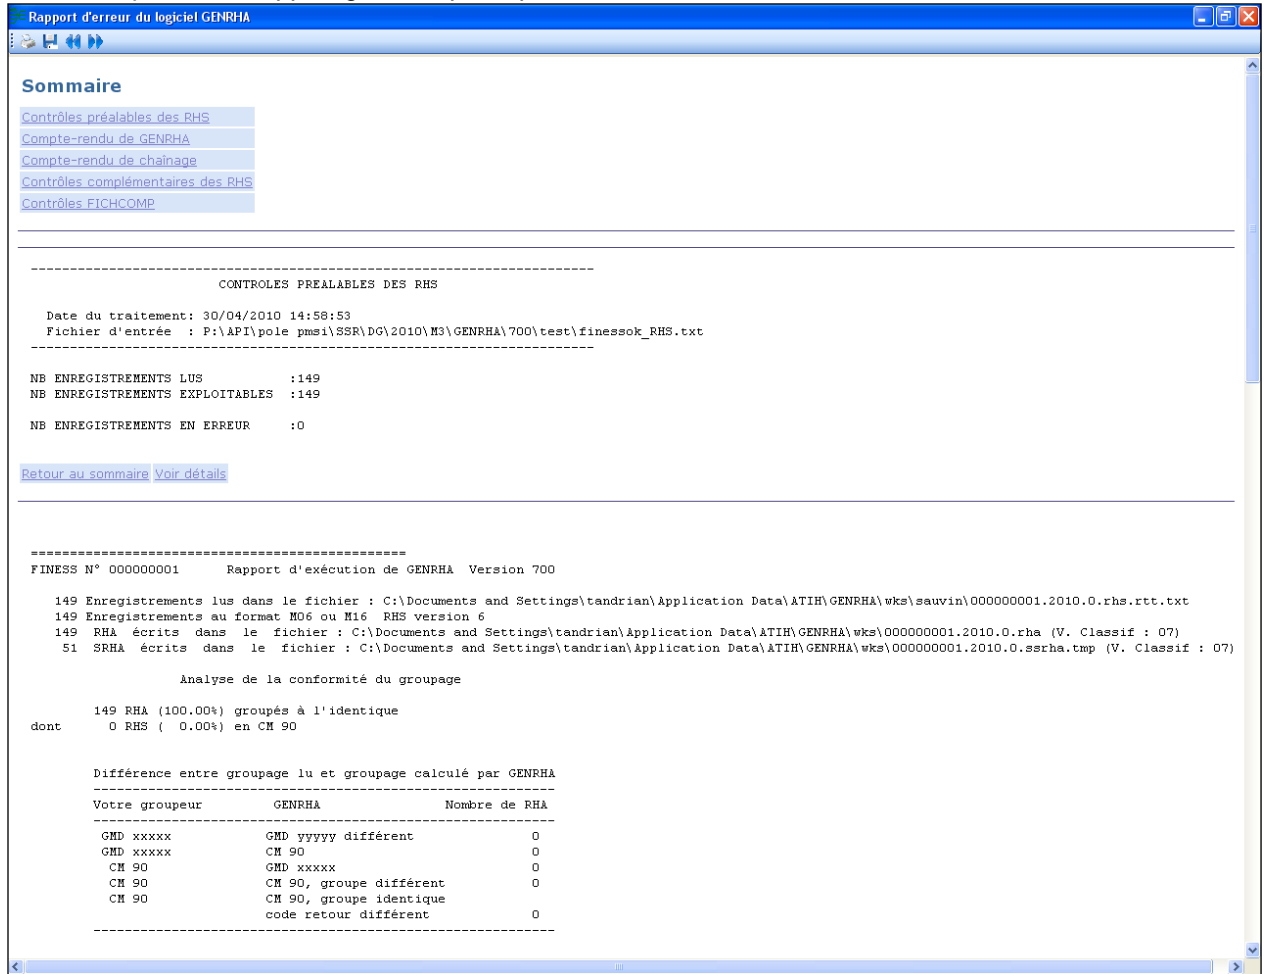 Rapport d'erreur du logiciel GENRHA
Sommaire
Contrôles préalables des RHS
Compte-rendu de GENRHA
Compte-rendu de chaînage
Contrôles complémentaires des RHS
Contrôles FICHCOMP
------------------------------------------------------------------------
CONTROLES PREALABLES DES RHS
Date du traitement: 30/04/2010 14:58:53
Fichier d'entrée : P:\API\pole pmsi\SSR\DG\2010\M3\GENRHA\700\test\finessok_RHS.txt
------------------------------------------------------------------------
NB ENREGISTREMENTS LUS :149
NB ENREGISTREMENTS EXPLOITABLES :149
NB ENREGISTREMENTS EN ERREUR :0
Retour au sommaire Voir détails
================================================
FINESS N° 000000001 Rapport d'exécution de GENRHA Version 700
149 Enregistrements lus dans le fichier : C:\Documents and Settings\tandrian\Application Data\ATIH\GENRHA\wks\sauvin\000000001.2010.0.rhs.rtt.txt
149 Enregistrements au format M06 ou M16 RHS version 6
149 RHA écrits dans le fichier : C:\Documents and Settings\tandrian\Application Data\ATIH\GENRHA\wks\000000001.2010.0.rha (V. Classif : 07)
51 SRHA écrits dans le fichier : C:\Documents and Settings\tandrian\Application Data\ATIH\GENRHA\wks\000000001.2010.0.ssrha.tmp (V. Classif : 07)
Analyse de la conformité du groupage
149 RHA (100.00%) groupés à l'identique
dont 0 RHS ( 0.00%) en CM 90
Différence entre groupage lu et groupage calculé par GENRHA
-----------------------------------------------------------
Votre groupeur GENRHA Nombre de RHA
-----------------------------------------------------------
GMD xxxxx GMD yyyyy différent 0
GMD xxxxx CM 90 0
CM 90 GMD xxxxx 0
CM 90 CM 90, groupe différent 0
CM 90 CM 90, groupe identique
code retour différent 0
-----------------------------------------------------------